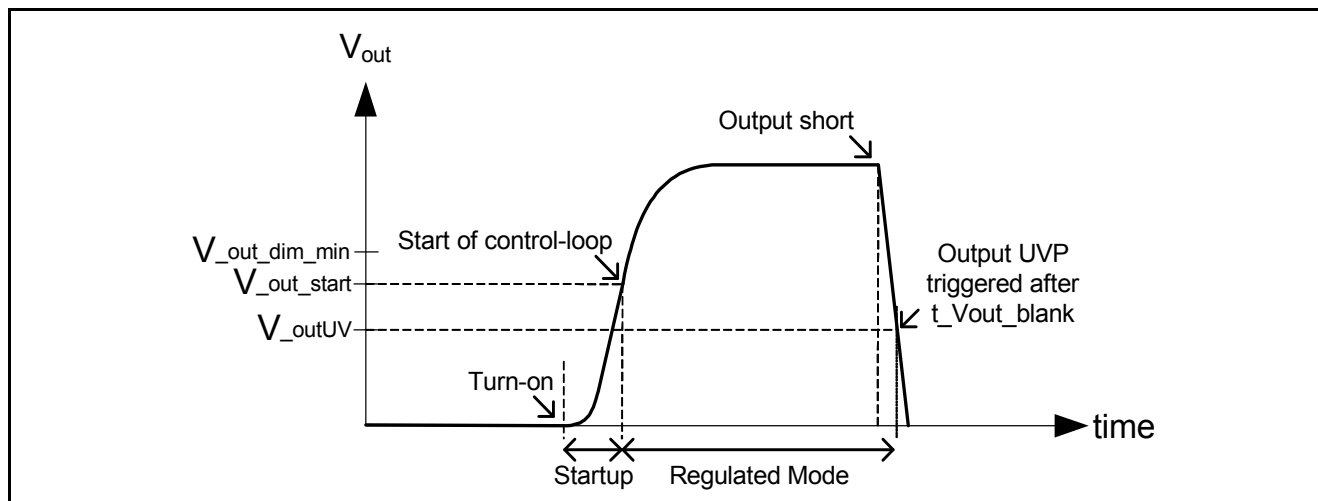 Vout
Output short
V_out_dim_min
Start of control-loop
V_out_start
Output UVP
triggered after
t_Vout_blank
V_outUV
Turn-on
time
Startup
Regulated Mode